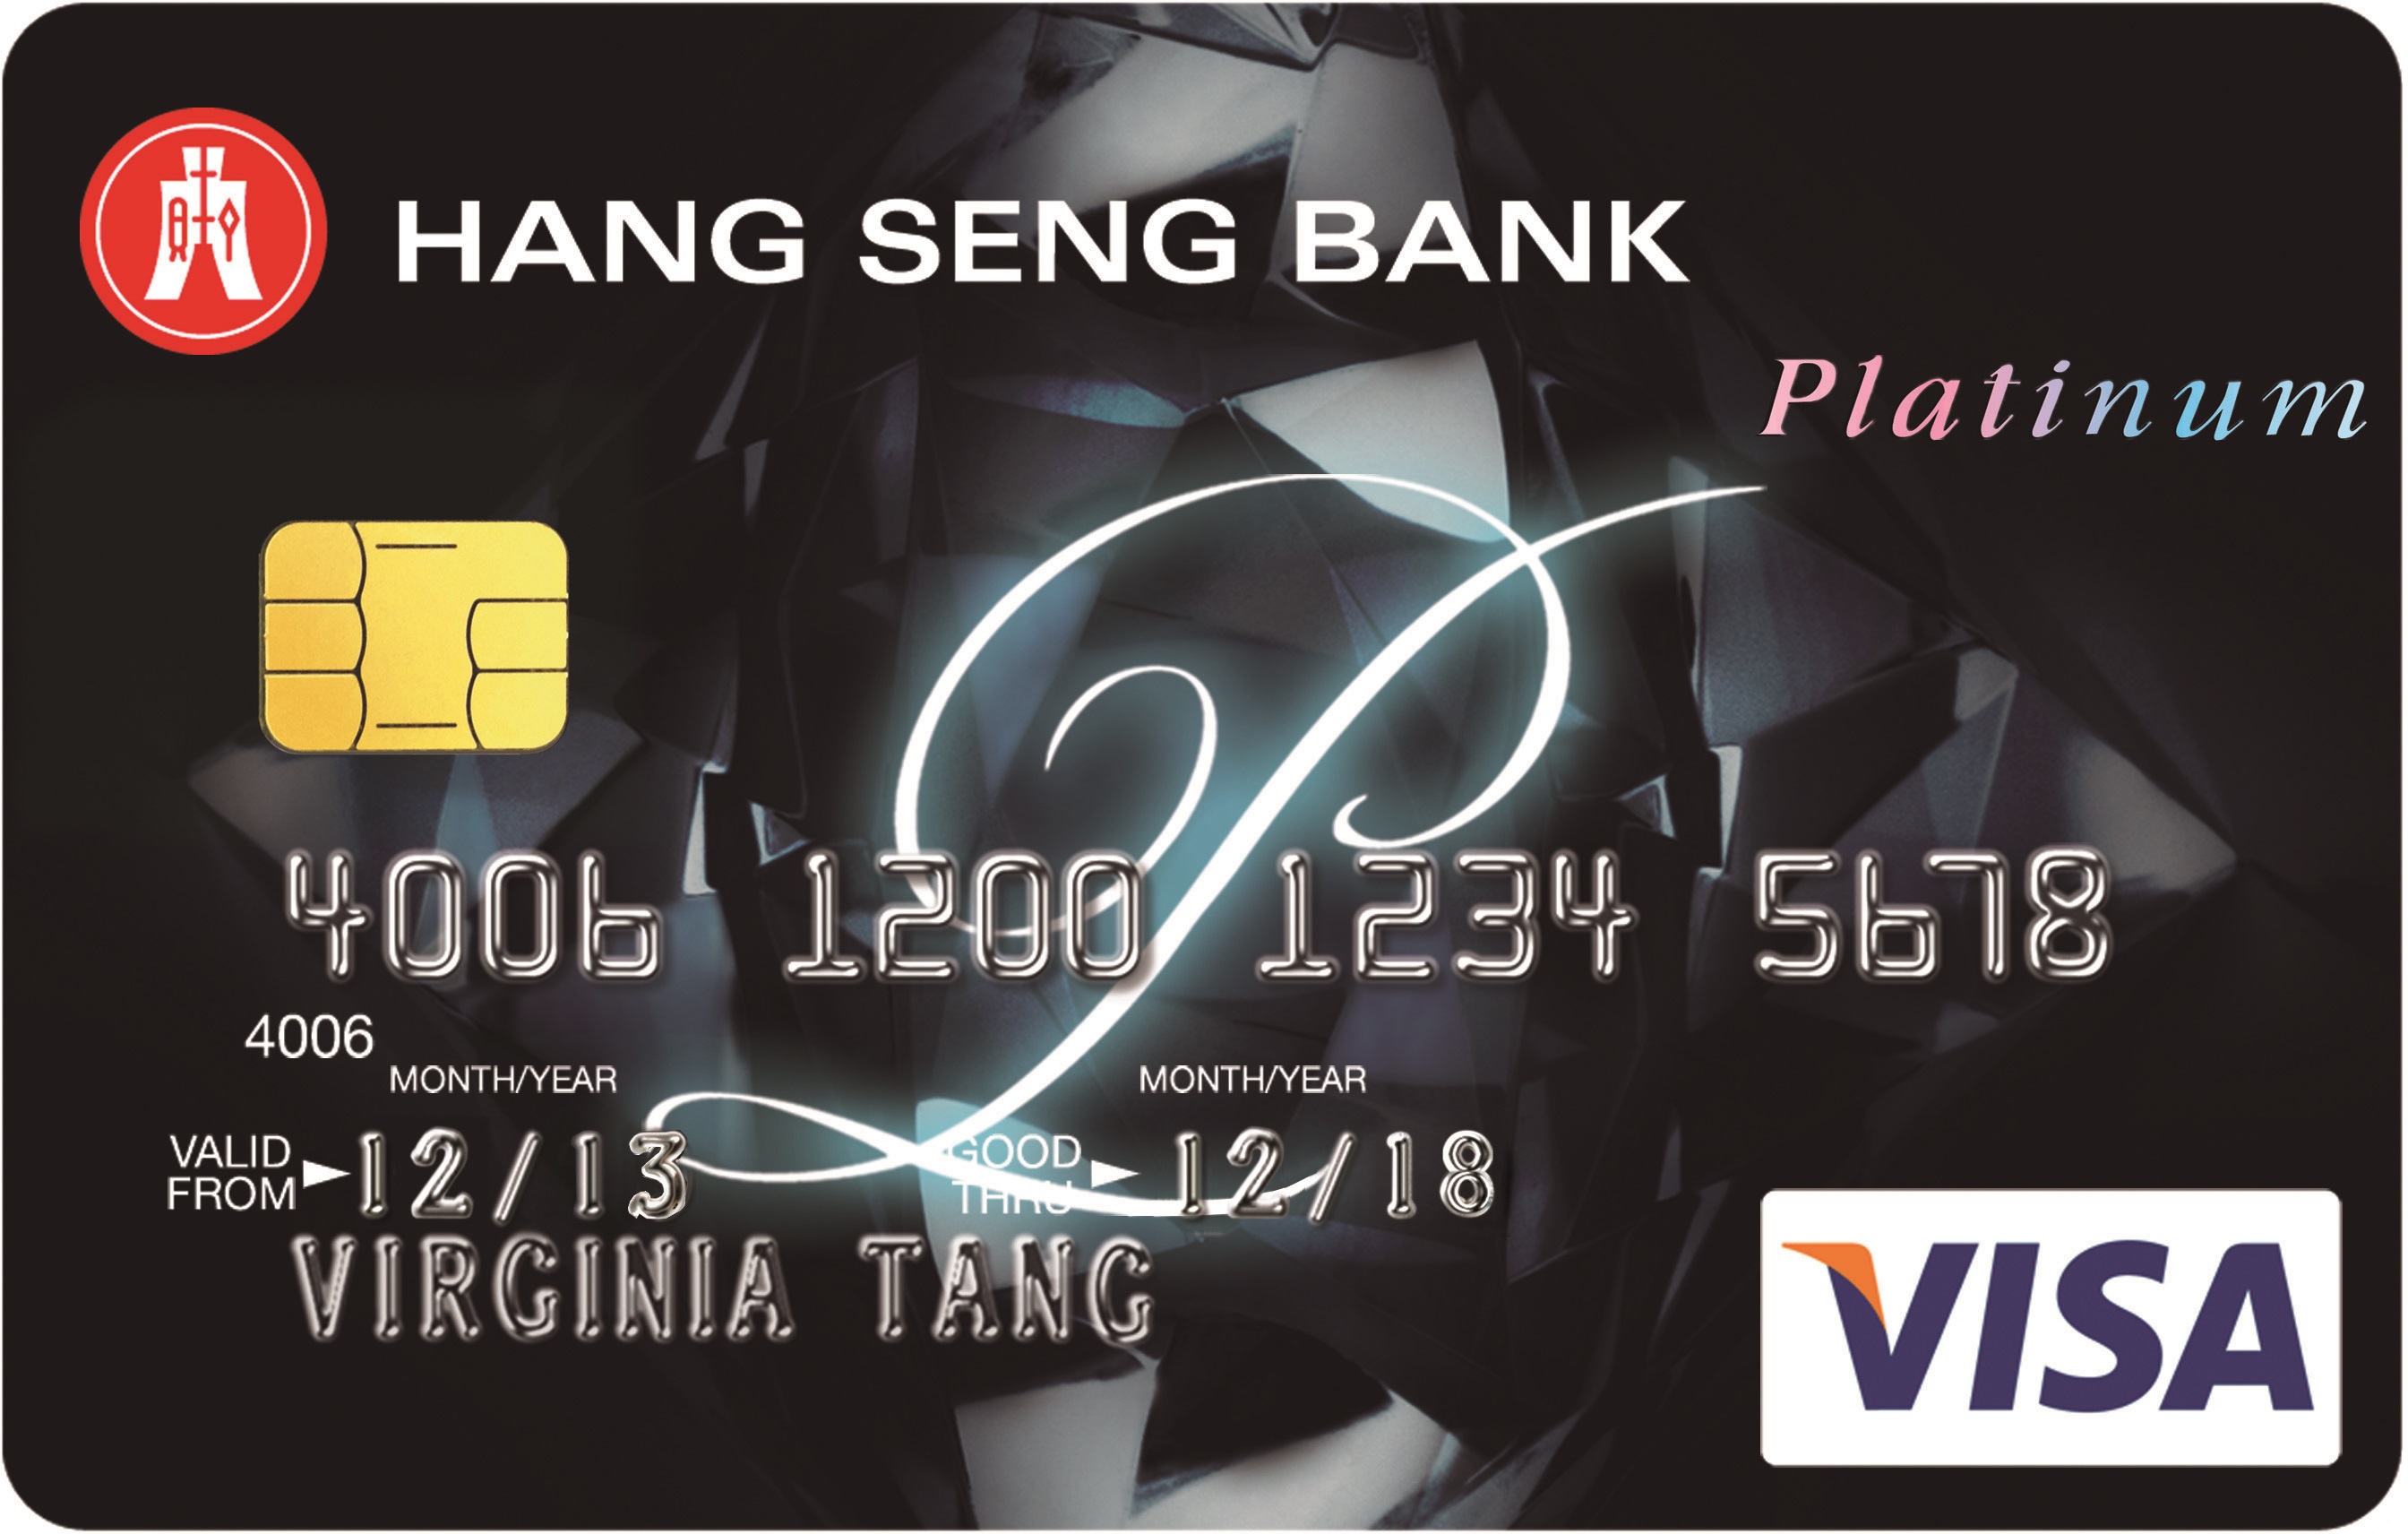 HANG SENG BANK
Platinum
4006 1200 1234 5678
4006
MONTH/YEAR MONTH/YEAR
VALID FROM 12/13 GOOD THRU 12/18
VIRGINIA TANG
VISA